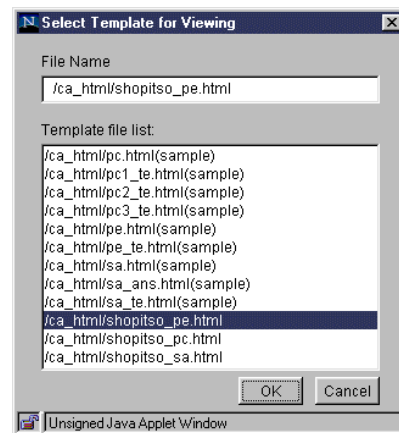 Select Template for Viewing
File Name
/ca_html/shopitso_pe.html
Template file list:
/ca_html/pc.html(sample)
/ca_html/pc1_te.html(sample)
/ca_html/pc2_te.html(sample)
/ca_html/pc3_te.html(sample)
/ca_html/pe.html(sample)
/ca_html/pe_te.html(sample)
/ca_html/sa.html(sample)
/ca_html/sa_ans.html(sample)
/ca_html/sa_te.html(sample)
/ca_html/shopitso_pe.html
/ca_html/shopitso_pc.html
/ca_html/shopitso_sa.html
OK Cancel
Unsigned Java Applet Window